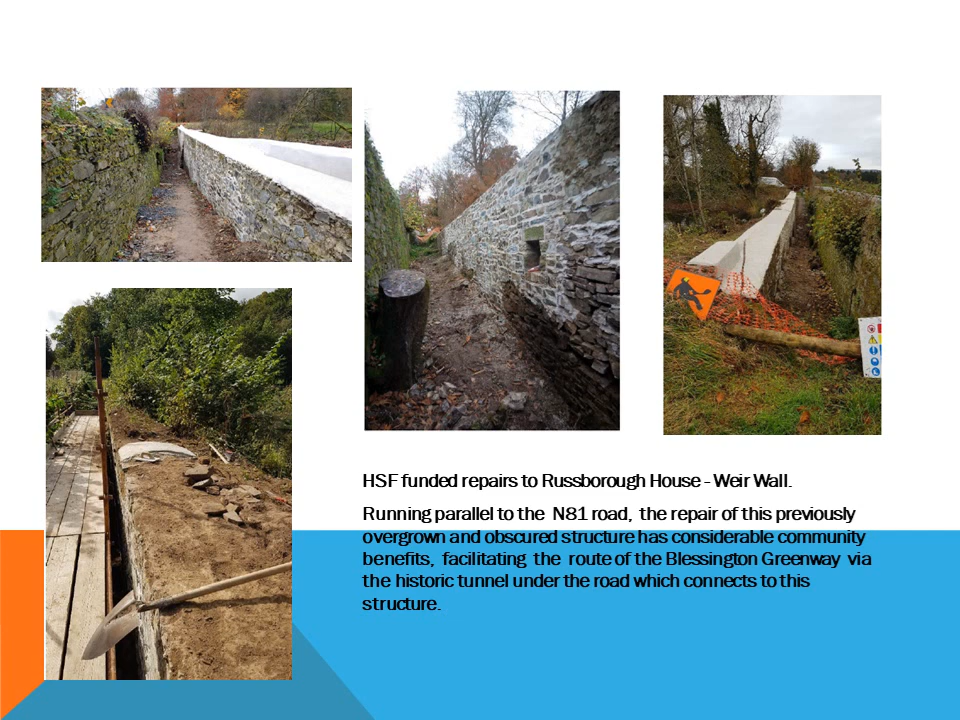 HSF funded repairs to Russborough House - Weir Wall.
Running parallel to the N81 road, the repair of this previously
overgrown and obscured structure has considerable community
benefits, facilitating the route of the Blessington Greenway via
the historic tunnel under the road which connects to this
structure.